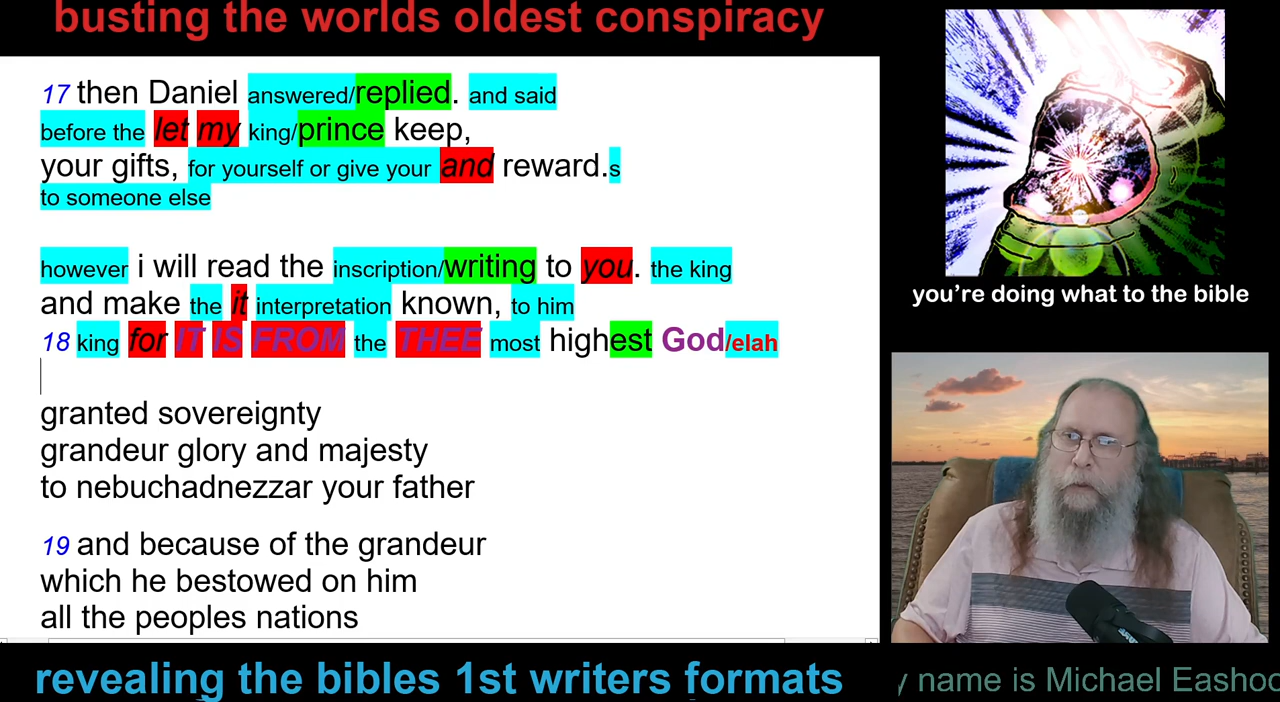 busting the worlds oldest conspiracy
17 then Daniel answered/replied. and said
before the let my king/prince keep,
your gifts, for yourself or give your and reward.s
to someone else
however i will read the inscription/writing to you. the king
and make the it interpretation known, to him
18 king for IT IS FROM the THEE most highest God/elah
granted sovereignty
grandeur glory and majesty
to nebuchadnezzar your father
19 and because of the grandeur
which he bestowed on him
all the peoples nations
you're doing what to the bible
revealing the bibles 1st writers formats
y name is Michael Eashoo